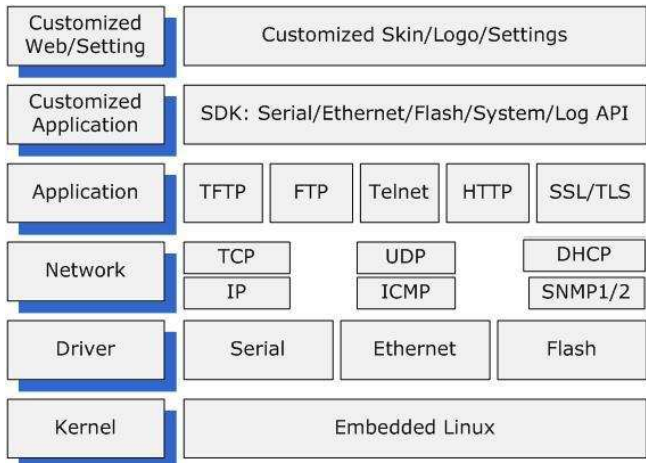 Customized
Web/Setting
Customized Skin/Logo/Settings
Customized
Application
SDK: Serial/Ethernet/Flash/System/Log API
Application
TFTP
FTP
Telnet
HTTP
SSL/TLS
Network
TCP
UDP
DHCP
IP
ICMP
SNMP1/2
Driver
Serial
Ethernet
Flash
Kernel
Embedded Linux